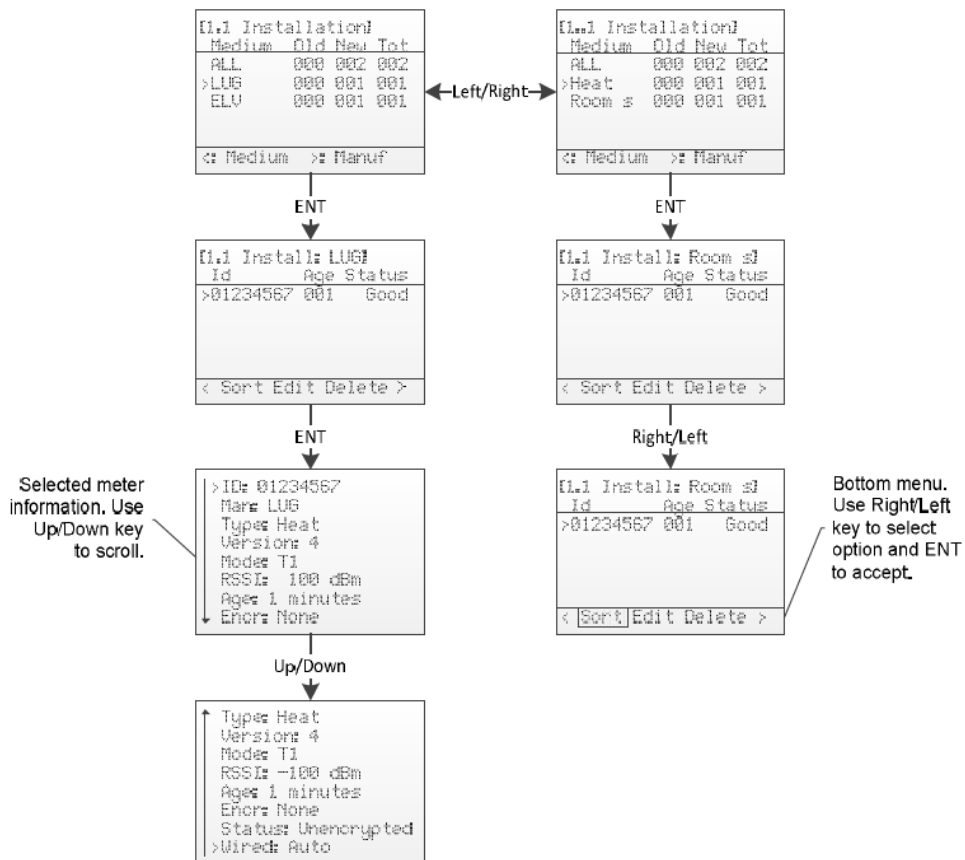 [1.1 Installation]
Medium Old New Tot
ALL 000 002 002
>LUG 000 001 001
ELV 000 001 001
<: Medium >: Manuf
Left/Right
[1.1 Installation]
Medium Old New Tot
ALL 000 002 002
>Heat 000 001 001
Room s 000 001 001
<: Medium >: Manuf
ENT
ENT
[1.1 Install: LUG]
Id Age Status
>01234567 001 Good
< Sort Edit Delete >
[1.1 Install: Room s]
Id Age Status
>01234567 001 Good
< Sort Edit Delete >
ENT
Right/Left
Selected meter
information. Use
Up/Down key
to scroll.
>ID: 01234567
Man: LUG
Type: Heat
Version: 4
Mode: T1
RSSI: 100 dBm
Age: 1 minutes
Encr: None
[1.1 Install: Room s]
Id Age Status
>01234567 001 Good
< Sort Edit Delete >
Bottom menu.
Use Right/Left
key to select
option and ENT
to accept.
Up/Down
Type: Heat
Version: 4
Mode: T1
RSSI: -100 dBm
Age: 1 minutes
Encr: None
Status: Unencrypted
>Wired: Auto